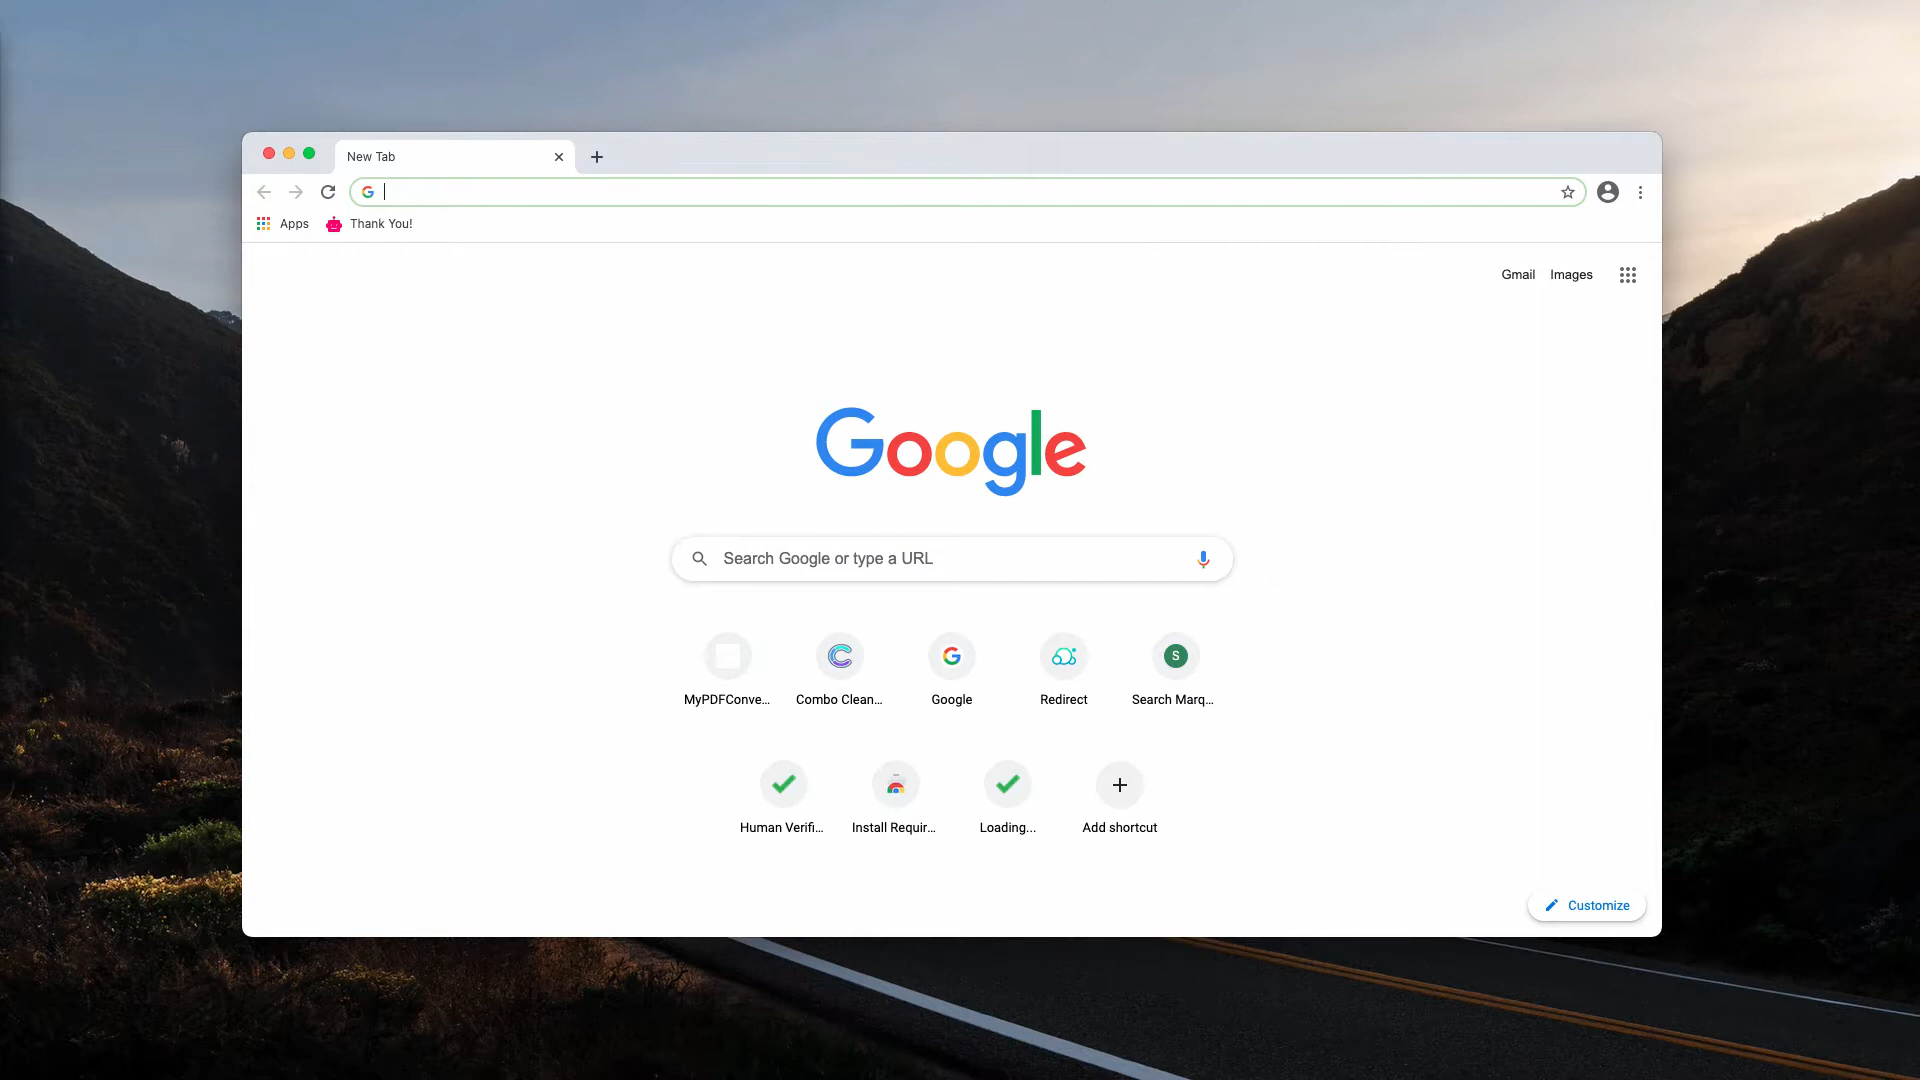 New Tab
Apps
Thank You!
Gmail
Images
Google
Search Google or type a URL
MyPDFConve...
Combo Clean...
Google
Redirect
S
Search Marq...
Human Verifi...
Install Requir...
Loading...
Add shortcut
Customize